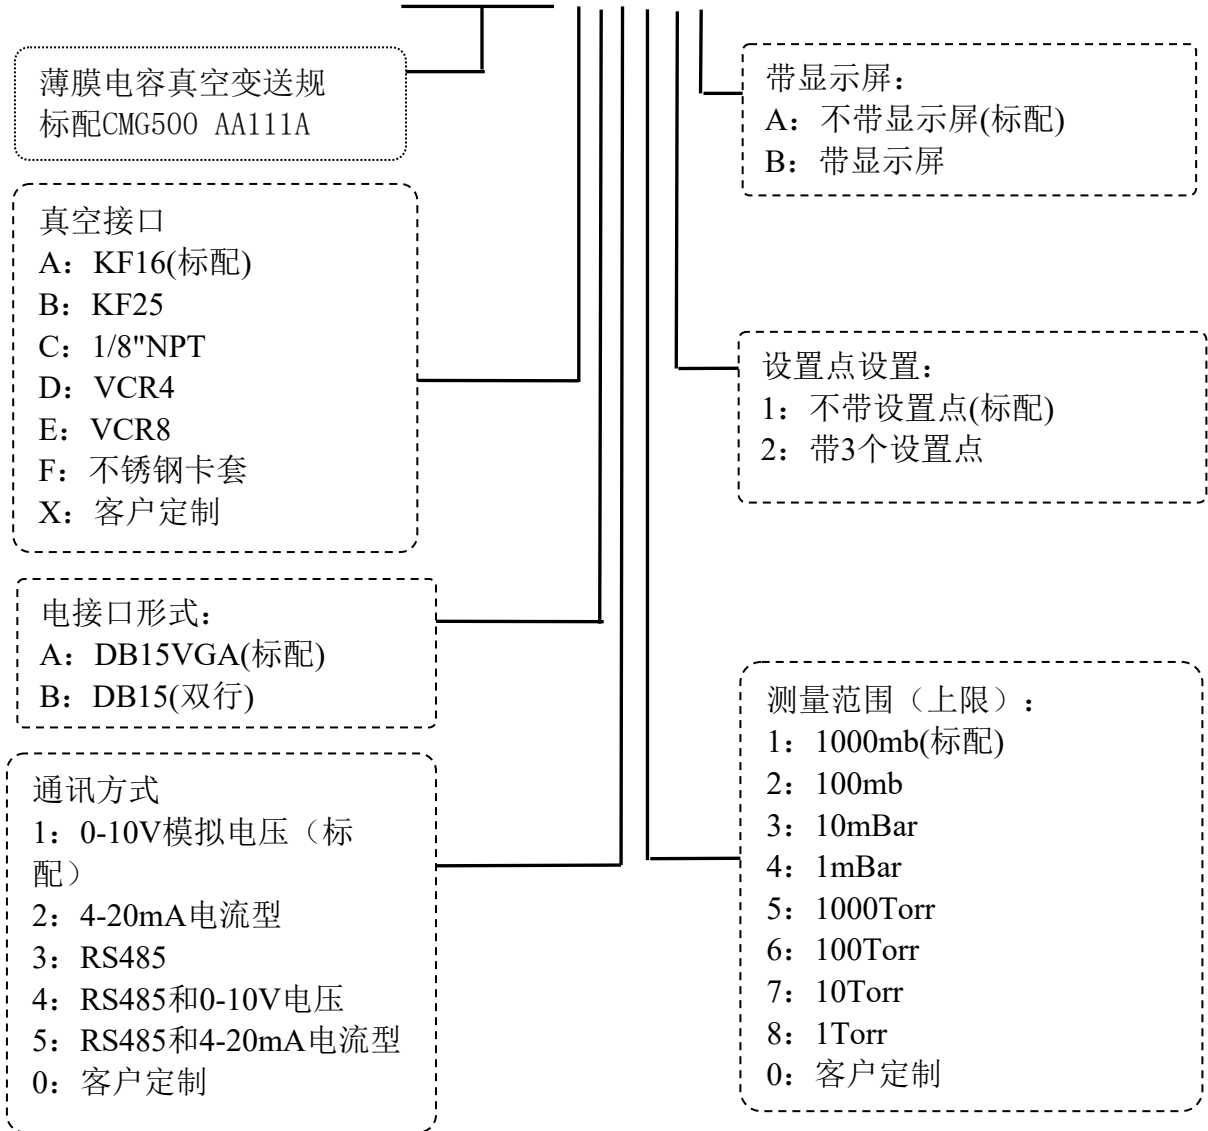 薄膜电容真空变送规
标配CMG500 AA111A
真空接口
A：KF16(标配)
B：KF25
C：1/8"NPT
D：VCR4
E：VCR8
F：不锈钢卡套
X：客户定制
电接口形式：
A：DB15VGA(标配)
B：DB15(双行)
通讯方式
1：0-10V模拟电压（标
配）
2：4-20mA电流型
3：RS485
4：RS485和0-10V电压
5：RS485和4-20mA电流型
0：客户定制
带显示屏：
A：不带显示屏(标配)
B：带显示屏
设置点设置：
1：不带设置点(标配)
2：带3个设置点
测量范围（上限）：
1：1000mb(标配)
2：100mb
3：10mBar
4：1mBar
5：1000Torr
6：100Torr
7：10Torr
8：1Torr
0：客户定制